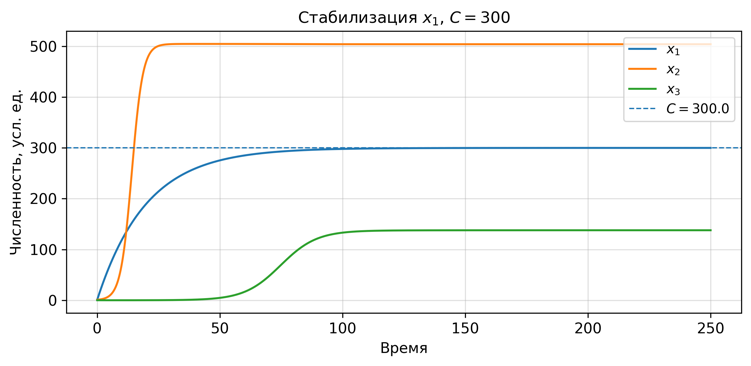 Стабилизация x₁, C = 300
Численность, усл. ед.
500
400
300
200
100
0
0 50 100 150 200 250
Время
x₁
x₂
x₃
C = 300.0